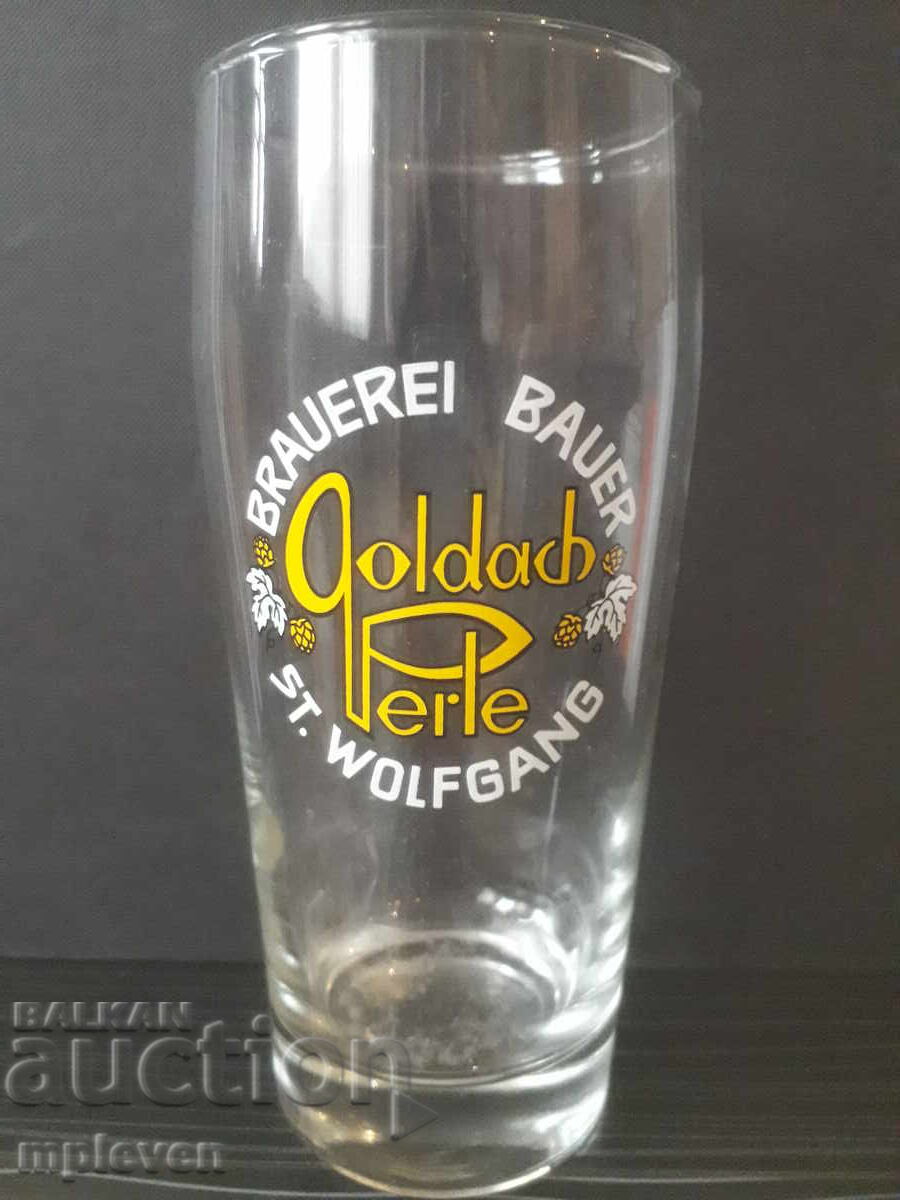 BRAUEREI BAUER
Goldach
Perle
ST. WOLFGANG
BALKAN
auction
mpleven